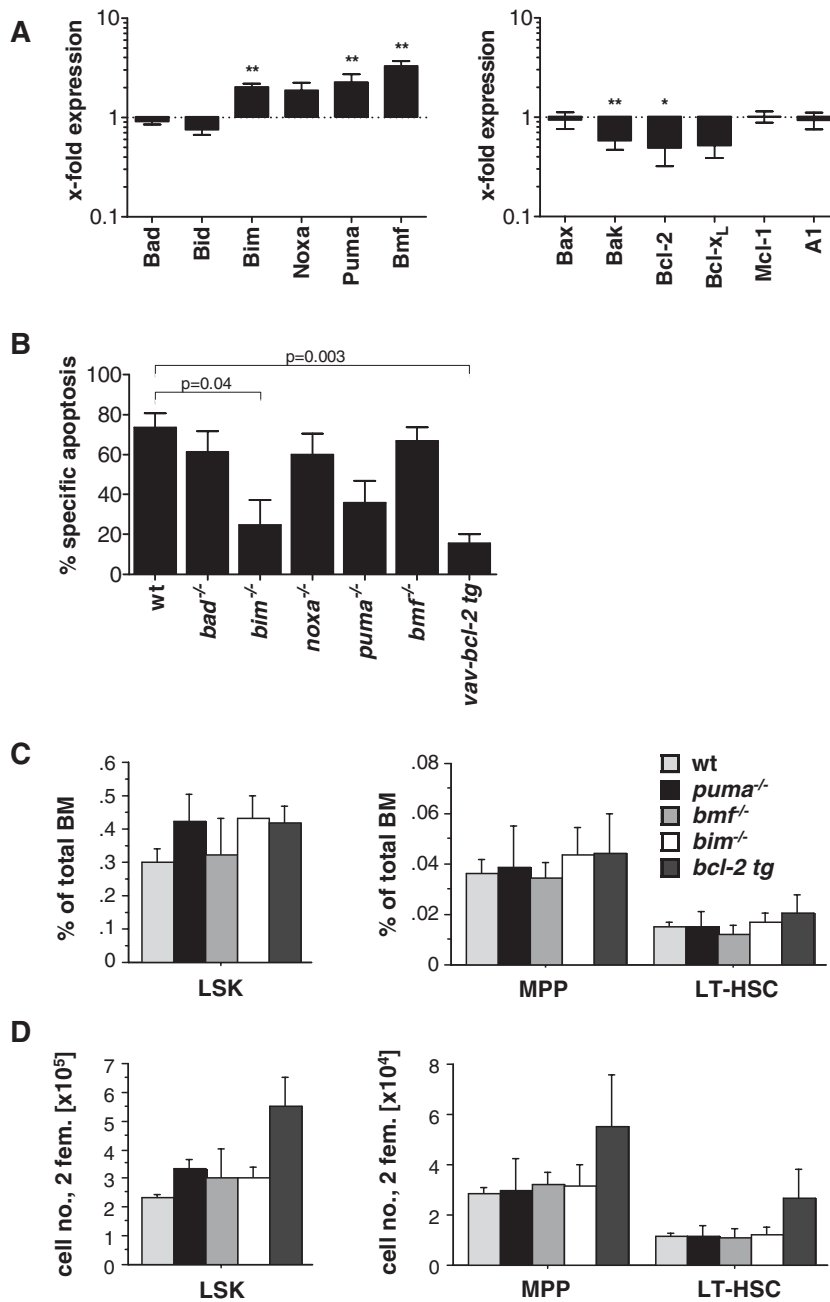 A
x-fold expression
10
1
0.1
**
**
**
Bad
Bid
Bim
Noxa
Puma
Bmf
x-fold expression
10
1
0.1
**
*
Bax
Bak
Bcl-2
Bcl-xL
Mcl-1
A1
B
% specific apoptosis
100
80
60
40
20
0
p=0.003
p=0.04
wt
bad-/-
bim-/-
noxa-/-
puma-/-
bmf-/-
vav-bcl-2 tg
C
% of total BM
.6
.5
.4
.3
.2
.1
0
LSK
% of total BM
.08
.06
.04
.02
0
MPP
LT-HSC
wt
puma-/-
bmf-/-
bim-/-
bcl-2 tg
D
cell no., 2 fem. [x10⁵]
7
6
5
4
3
2
1
0
LSK
cell no., 2 fem. [x10⁴]
8
6
4
2
0
MPP
LT-HSC